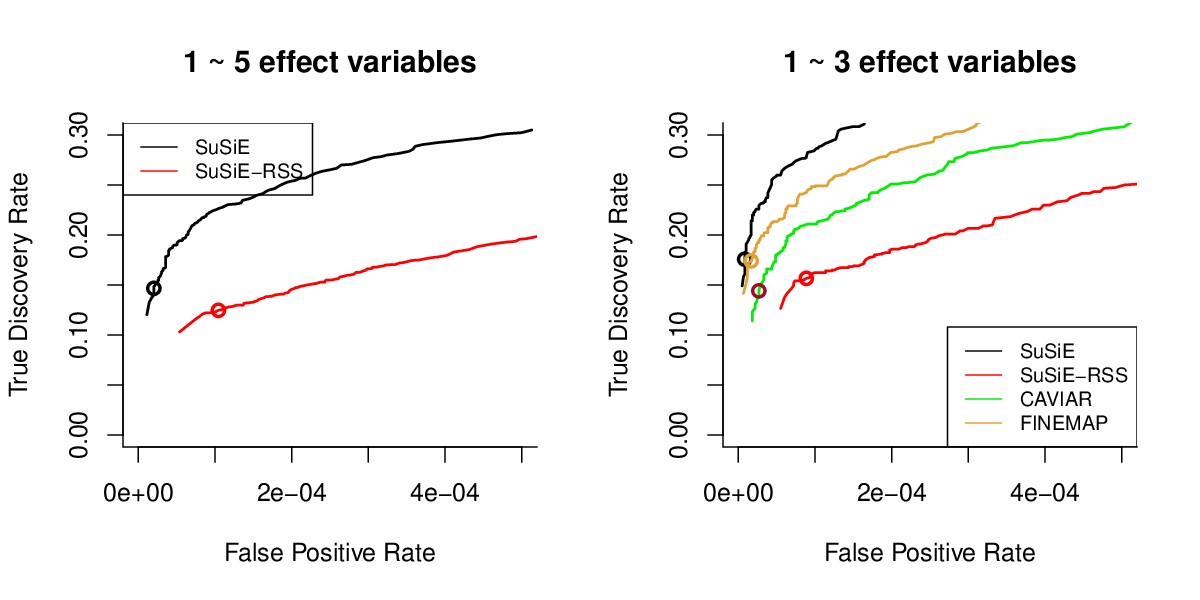 1 ~ 5 effect variables
True Discovery Rate
0.30
0.20
0.10
0.00
SuSiE
SuSiE−RSS
0e+00
2e−04
4e−04
False Positive Rate
1 ~ 3 effect variables
True Discovery Rate
0.30
0.20
0.10
0.00
SuSiE
SuSiE−RSS
CAVIAR
FINEMAP
0e+00
2e−04
4e−04
False Positive Rate